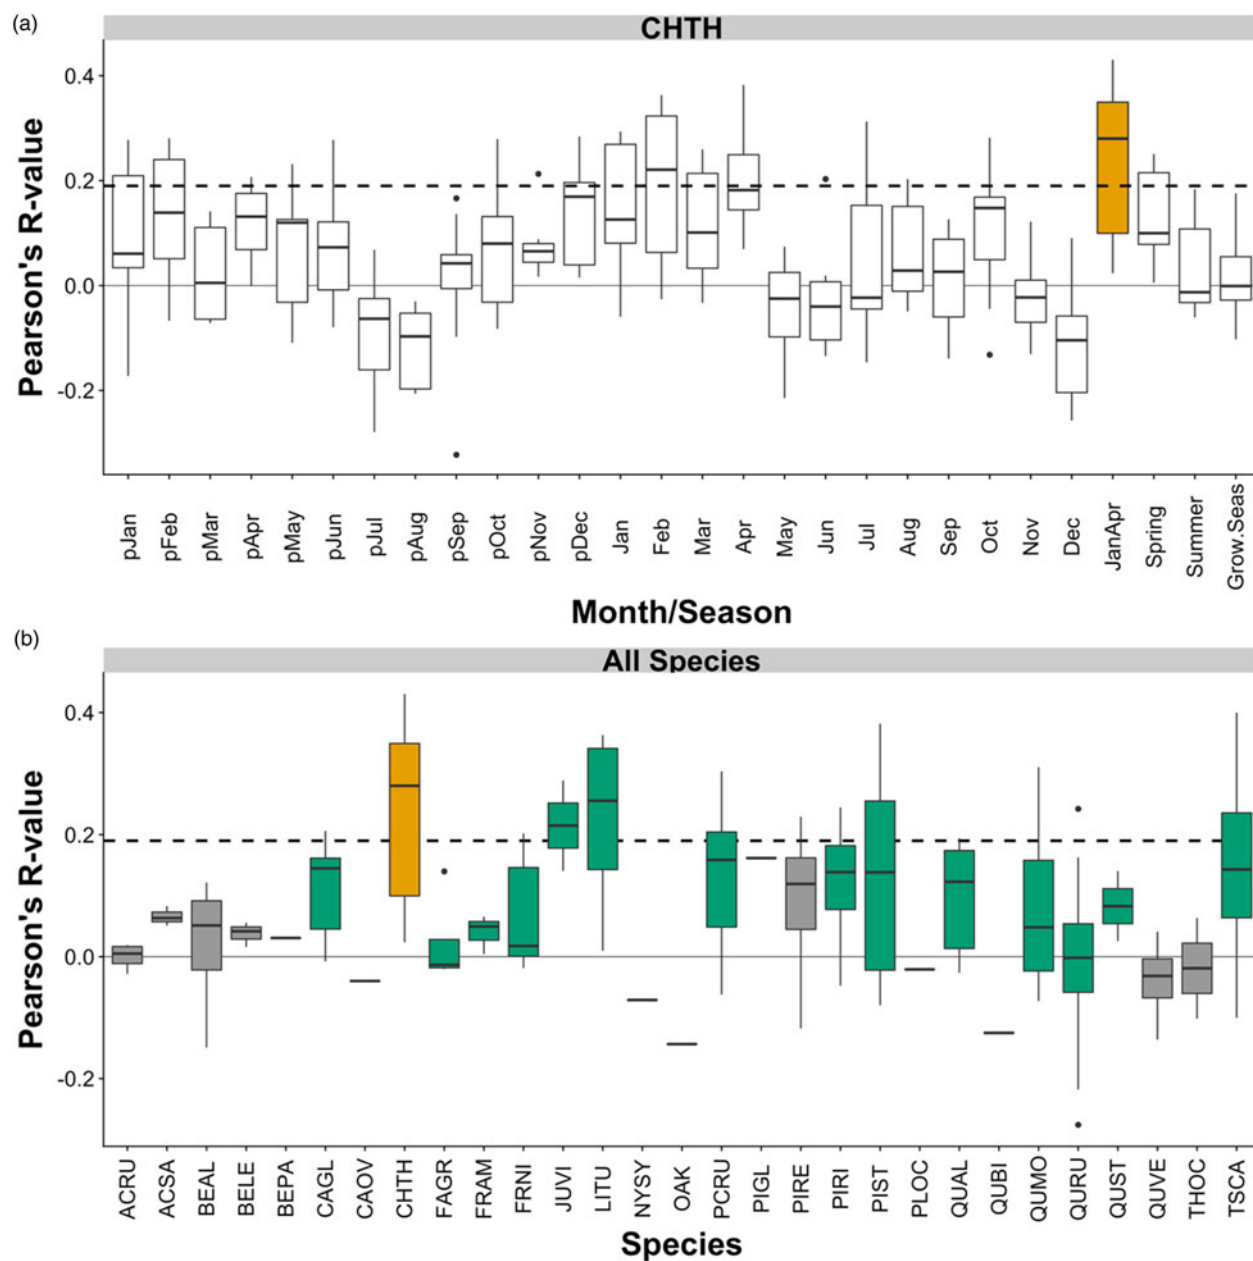 (a)
CHTH
Pearson's R-value
0.4
0.2
0.0
-0.2
pJan pFeb pMar pApr pMay pJun pJul pAug pSep pOct pNov pDec Jan Feb Mar Apr May Jun Jul Aug Sep Oct Nov Dec JanApr Spring Summer Grow.Seas
Month/Season
(b)
All Species
Pearson's R-value
0.4
0.2
0.0
-0.2
ACRU ACSA BEAL BELE BEPA CAGL CAOV CHTH FAGR FRAM FRNI JUVI LITU NYSY OAK PCRU PIGL PIRE PIRI PIST PLOC QUAL QUBI QUMO QURU QUST QUVE THOC TSCA
Species